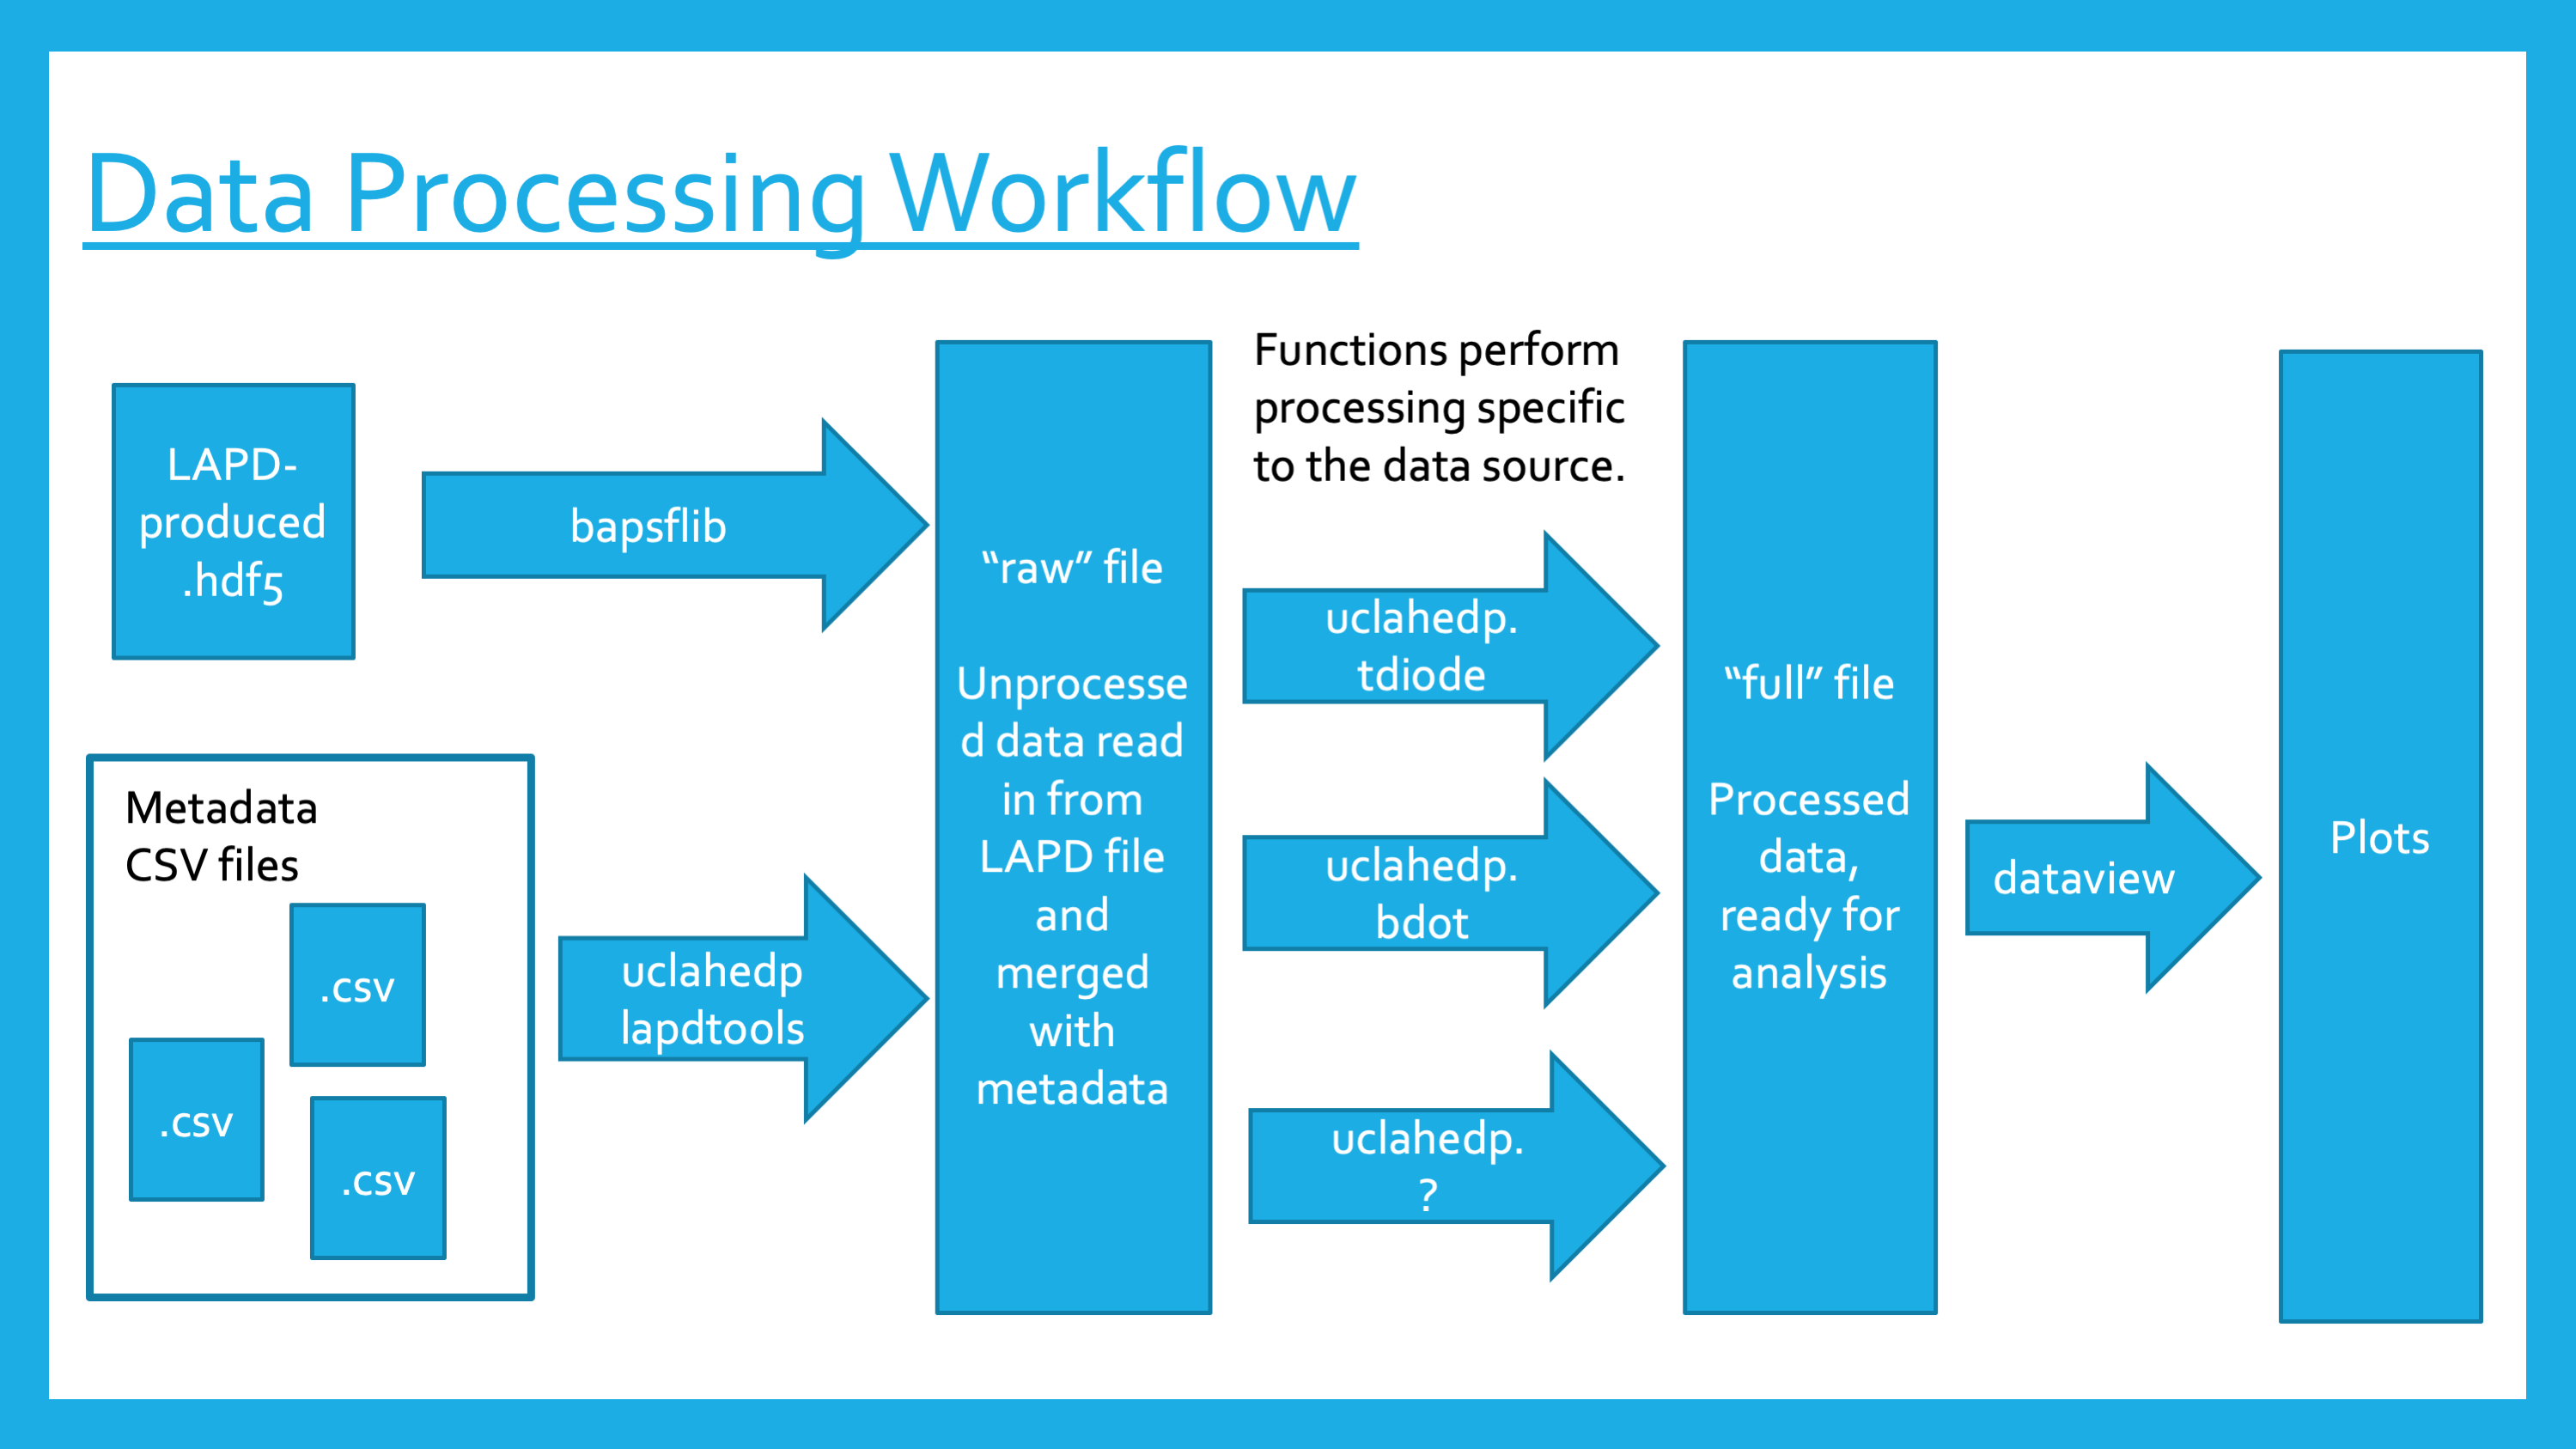 Data Processing Workflow
LAPD-
produced
.hdf5
bapsflib
Metadata
CSV files
.csv
.csv
.csv
uclahedp
lapdtools
“raw” file
Unprocesse
d data read
in from
LAPD file
and
merged
with
metadata
Functions perform
processing specific
to the data source.
uclahedp.
tdiode
uclahedp.
bdot
uclahedp.
?
“full” file
Processed
data,
ready for
analysis
dataview
Plots